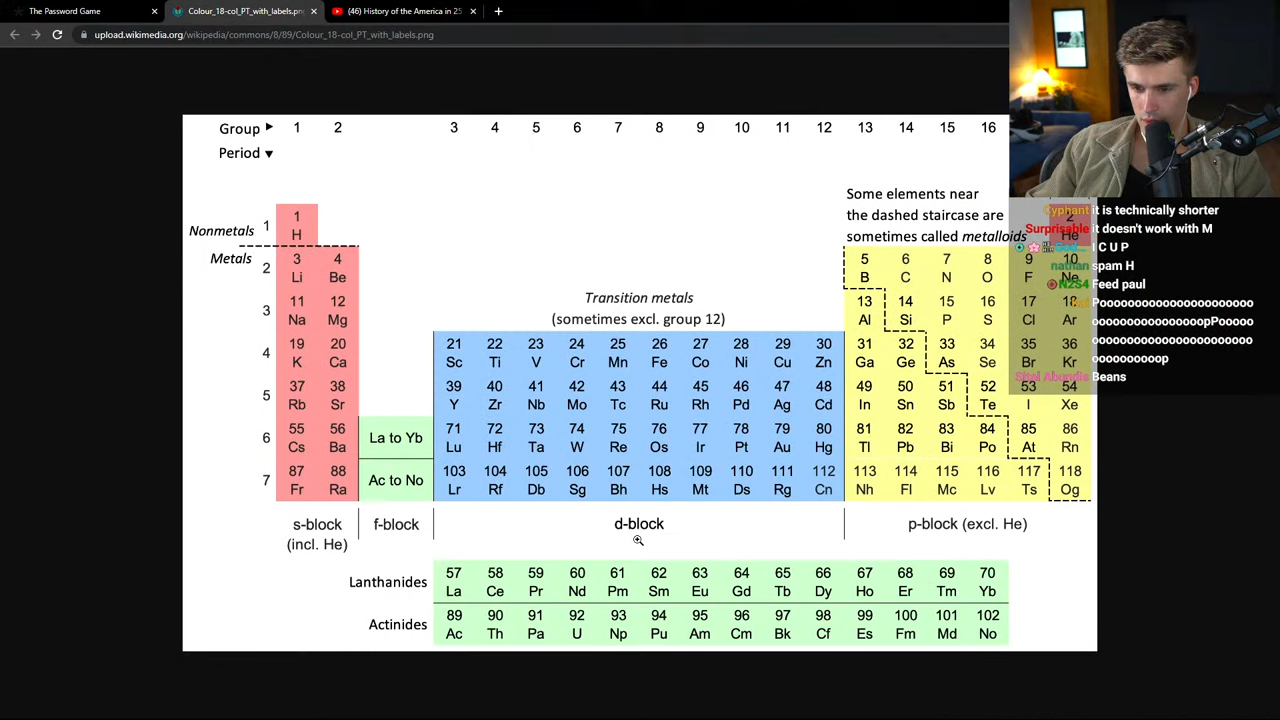 The Password Game
Colour_18-col_PT_with_labels.pn
(46) History of the America in 25
upload.wikimedia.org/wikipedia/commons/8/89/Colour_18-col_PT_with_labels.png
Group 1 2 3 4 5 6 7 8 9 10 11 12 13 14 15 16
Period
Some elements near
the dashed staircase are
sometimes called metalloids
Nonmetals
Metals
1
1 2
H He
2
3 4 5 6 7 8 9 10
Li Be B C N O F Ne
Transition metals
(sometimes excl. group 12)
3
11 12 13 14 15 16 17 18
Na Mg Al Si P S Cl Ar
4
19 20 21 22 23 24 25 26 27 28 29 30 31 32 33 34 35 36
K Ca Sc Ti V Cr Mn Fe Co Ni Cu Zn Ga Ge As Se Br Kr
5
37 38 39 40 41 42 43 44 45 46 47 48 49 50 51 52 53 54
Rb Sr Y Zr Nb Mo Tc Ru Rh Pd Ag Cd In Sn Sb Te I Xe
6
55 56 La to Yb 71 72 73 74 75 76 77 78 79 80 81 82 83 84 85 86
Cs Ba Lu Hf Ta W Re Os Ir Pt Au Hg Tl Pb Bi Po At Rn
7
87 88 Ac to No 103 104 105 106 107 108 109 110 111 112 113 114 115 116 117 118
Fr Ra Lr Rf Db Sg Bh Hs Mt Ds Rg Cn Nh Fl Mc Lv Ts Og
s-block f-block d-block p-block (excl. He)
(incl. He)
Lanthanides
57 58 59 60 61 62 63 64 65 66 67 68 69 70
La Ce Pr Nd Pm Sm Eu Gd Tb Dy Ho Er Tm Yb
Actinides
89 90 91 92 93 94 95 96 97 98 99 100 101 102
Ac Th Pa U Np Pu Am Cm Bk Cf Es Fm Md No
Cyphant it is technically shorter
Surprisable it doesn't work with M
I C U P
nathan spam H
N2S4 Feed paul
Beans